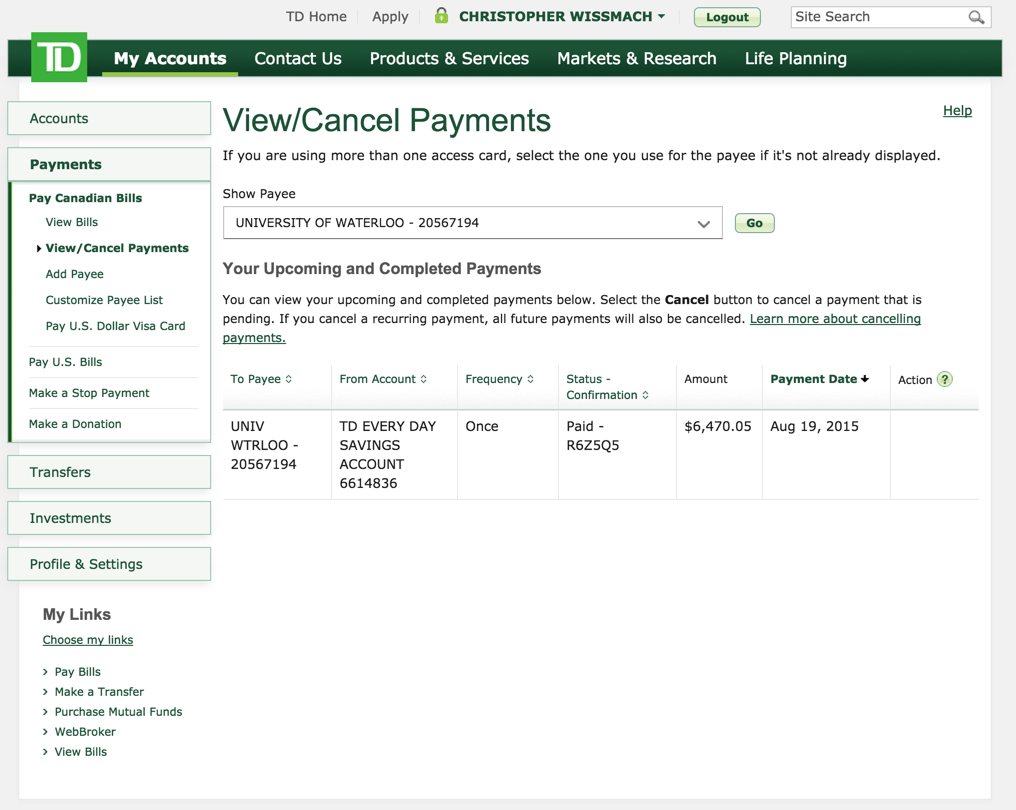 TD Home
Apply
CHRISTOPHER WISSMACH
Logout
Site Search
TD
My Accounts
Contact Us
Products & Services
Markets & Research
Life Planning
Accounts
Payments
Pay Canadian Bills
View Bills
View/Cancel Payments
Add Payee
Customize Payee List
Pay U.S. Dollar Visa Card
Pay U.S. Bills
Make a Stop Payment
Make a Donation
Transfers
Investments
Profile & Settings
My Links
Choose my links
Pay Bills
Make a Transfer
Purchase Mutual Funds
WebBroker
View Bills
View/Cancel Payments
Help
If you are using more than one access card, select the one you use for the payee if it's not already displayed.
Show Payee
UNIVERSITY OF WATERLOO - 20567194
Go
Your Upcoming and Completed Payments
You can view your upcoming and completed payments below. Select the Cancel button to cancel a payment that is
pending. If you cancel a recurring payment, all future payments will also be cancelled. Learn more about cancelling
payments.
To Payee
From Account
Frequency
Status -
Confirmation
Amount
Payment Date
Action ?
UNIV
WTRLOO -
20567194
TD EVERY DAY
SAVINGS
ACCOUNT
6614836
Once
Paid -
R6Z5Q5
$6,470.05
Aug 19, 2015